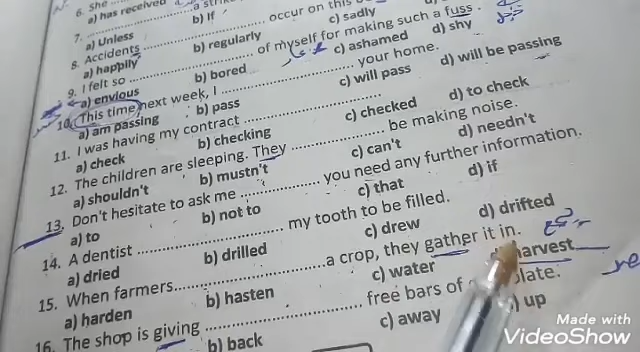 6. She
a) has received
b) If
7.
a) Unless
c) sadly
8. Accidents .................... occur on this
a) happily
b) regularly
d) shy
9. I felt so .................... of myself for making such a fuss.
a) envious
b) bored
c) ashamed
10. This time next week, I .................... your home.
a) am passing
b) pass
c) will pass
d) will be passing
11. I was having my contract ....................
a) check
b) checking
c) checked
d) to check
12. The children are sleeping. They .................... be making noise.
a) shouldn't
b) mustn't
c) can't
d) needn't
13. Don't hesitate to ask me .................... you need any further information.
a) to
b) not to
c) that
d) if
14. A dentist .................... my tooth to be filled.
a) dried
b) drilled
c) drew
d) drifted
15. When farmers .................... a crop, they gather it in.
a) harden
b) hasten
c) water
harvest
16. The shop is giving .................... free bars of
b) back
c) away
) up
Made with
VideoShow